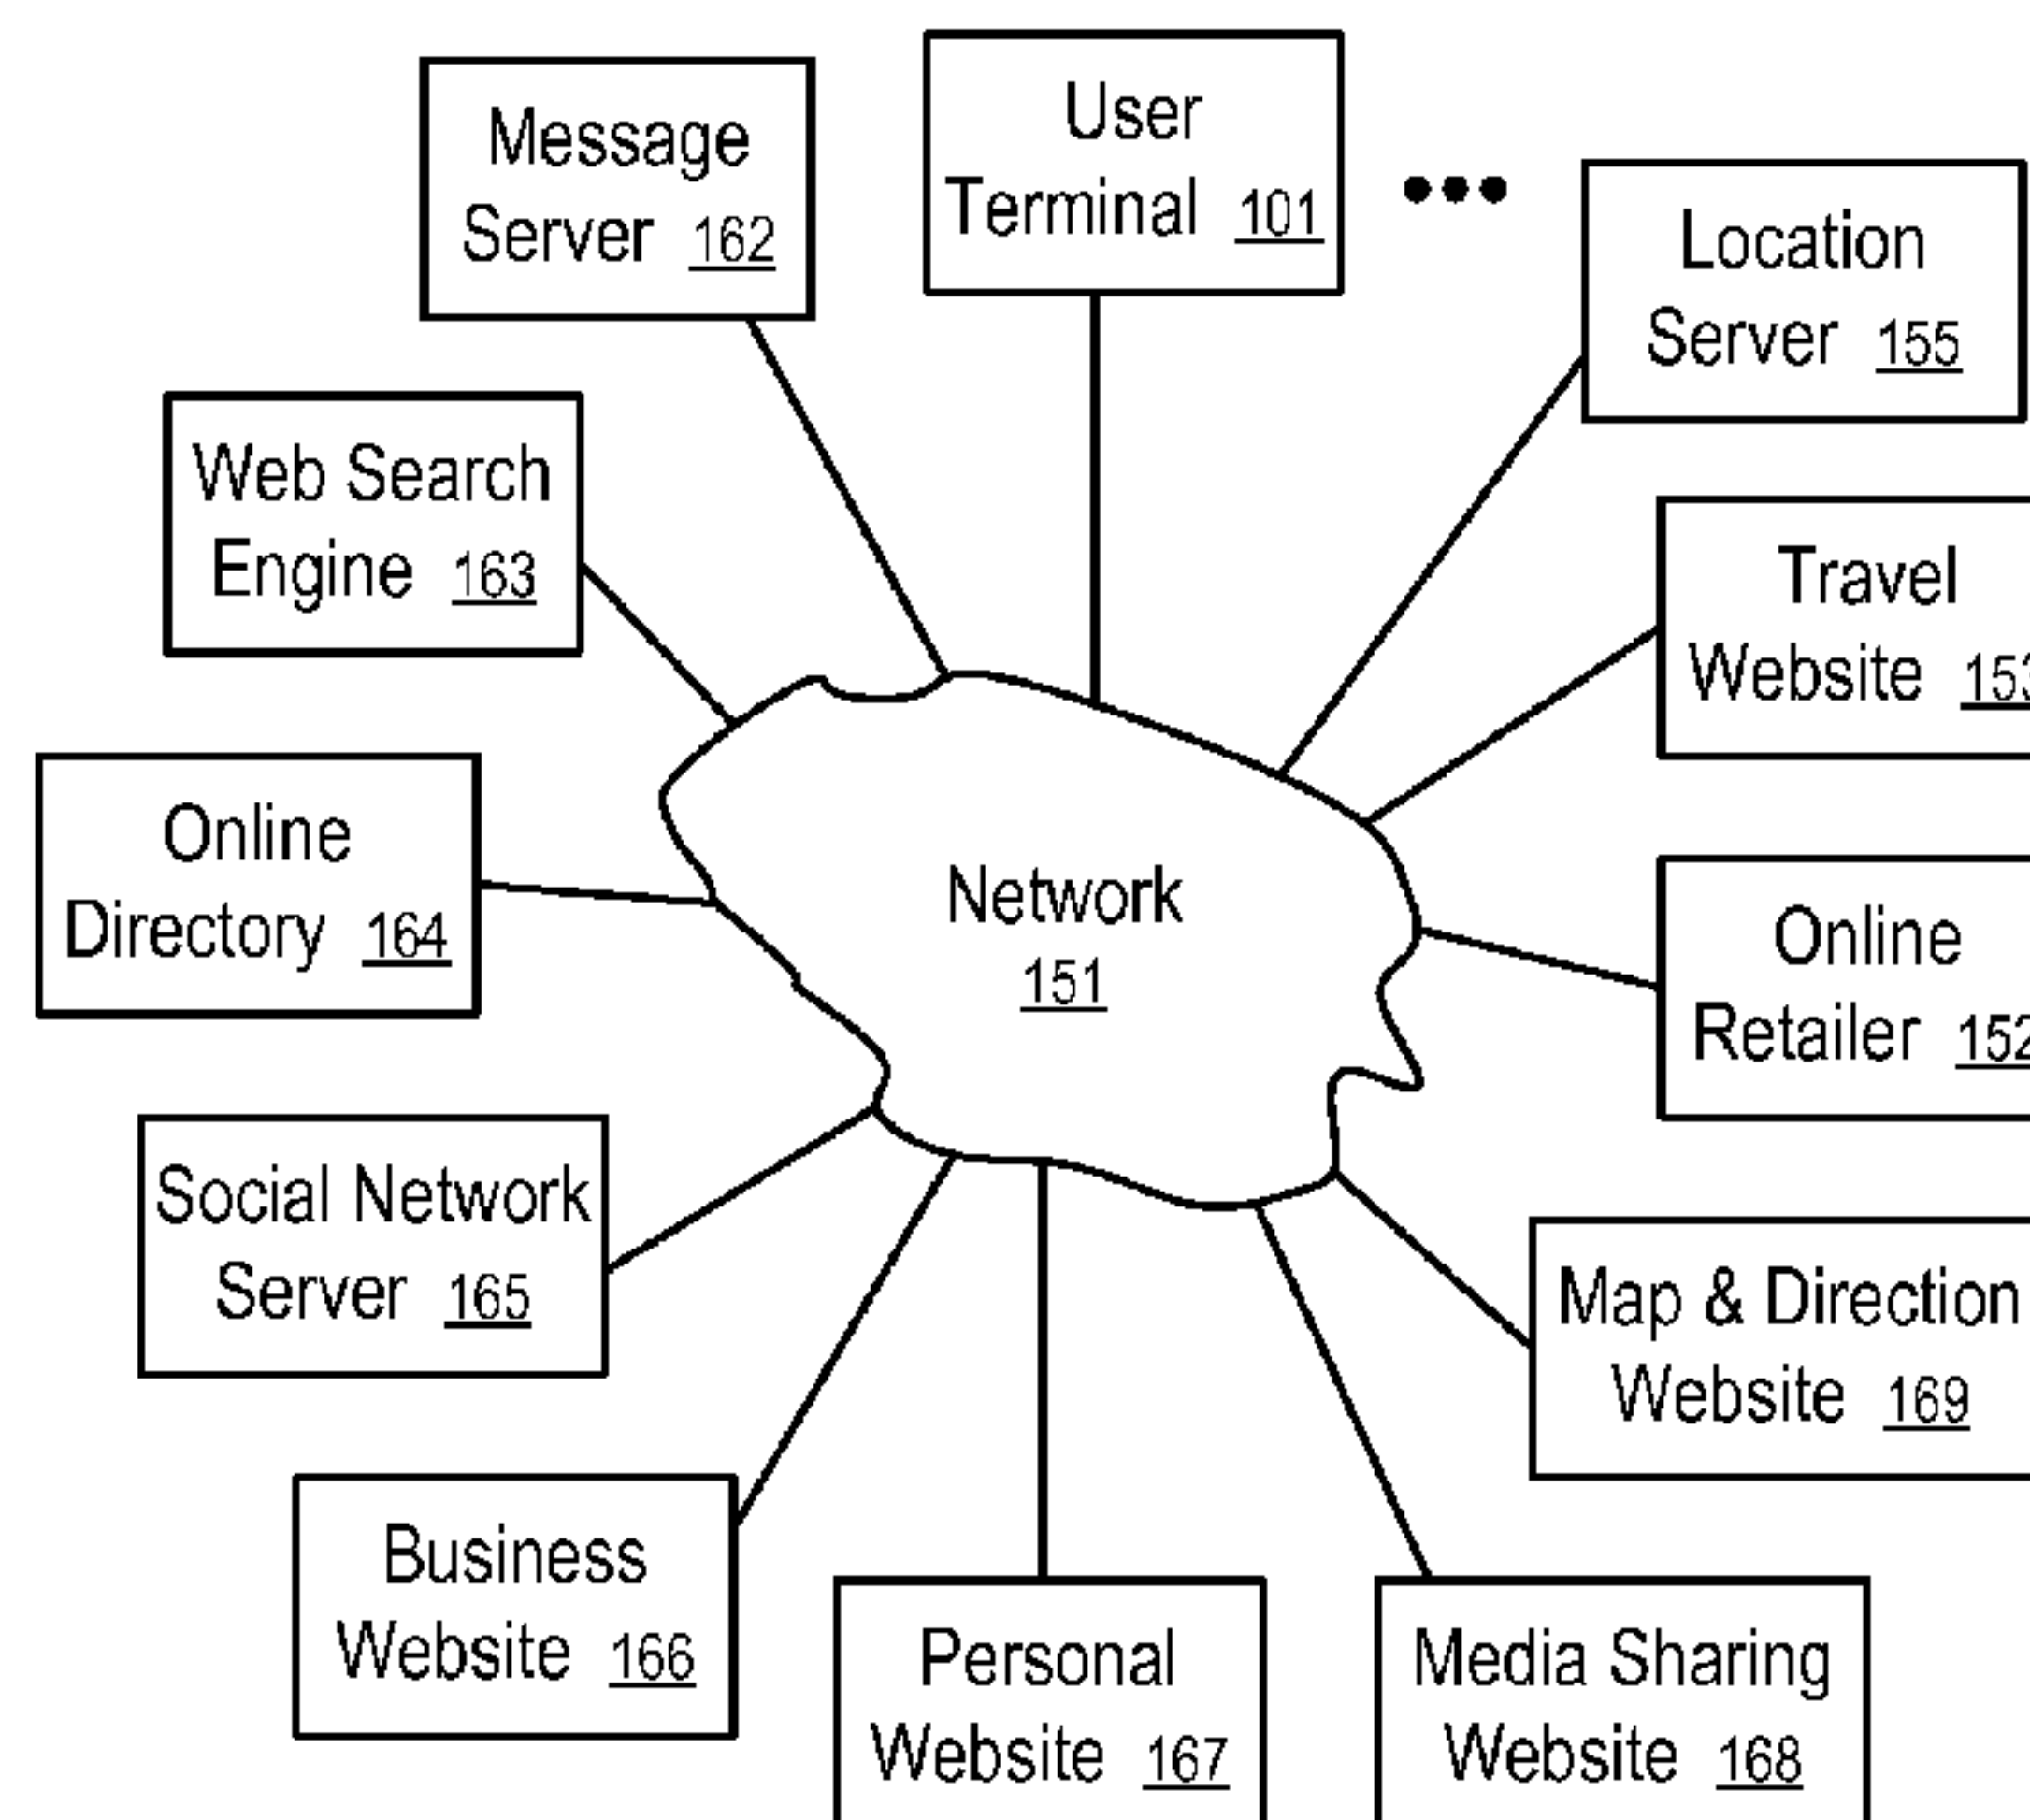 User
Terminal 101
Message
Server 162
Location
Server 155
Web Search
Engine 163
Travel
Website 153
Online
Directory 164
Network
151
Online
Retailer 152
Social Network
Server 165
Map & Direction
Website 169
Business
Website 166
Personal
Website 167
Media Sharing
Website 168